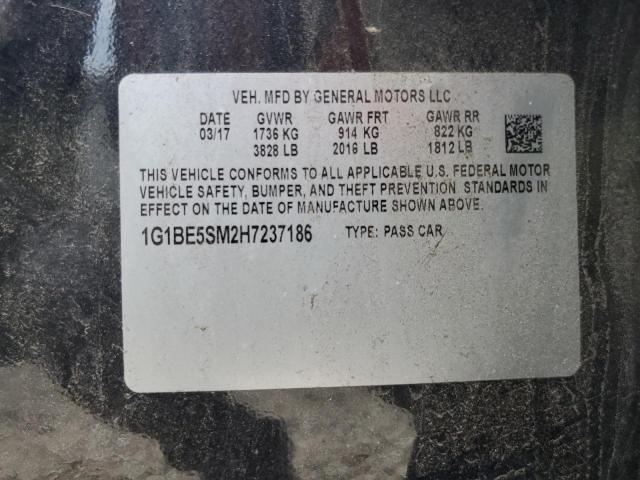 VEH. MFD BY GENERAL MOTORS LLC
DATE GVWR GAWR FRT GAWR RR
03/17 1736 KG 914 KG 822 KG
3828 LB 2016 LB 1812 LB
THIS VEHICLE CONFORMS TO ALL APPLICABLE U.S. FEDERAL MOTOR
VEHICLE SAFETY, BUMPER, AND THEFT PREVENTION STANDARDS IN
EFFECT ON THE DATE OF MANUFACTURE SHOWN ABOVE.
1G1BE5SM2H7237186 TYPE: PASS CAR